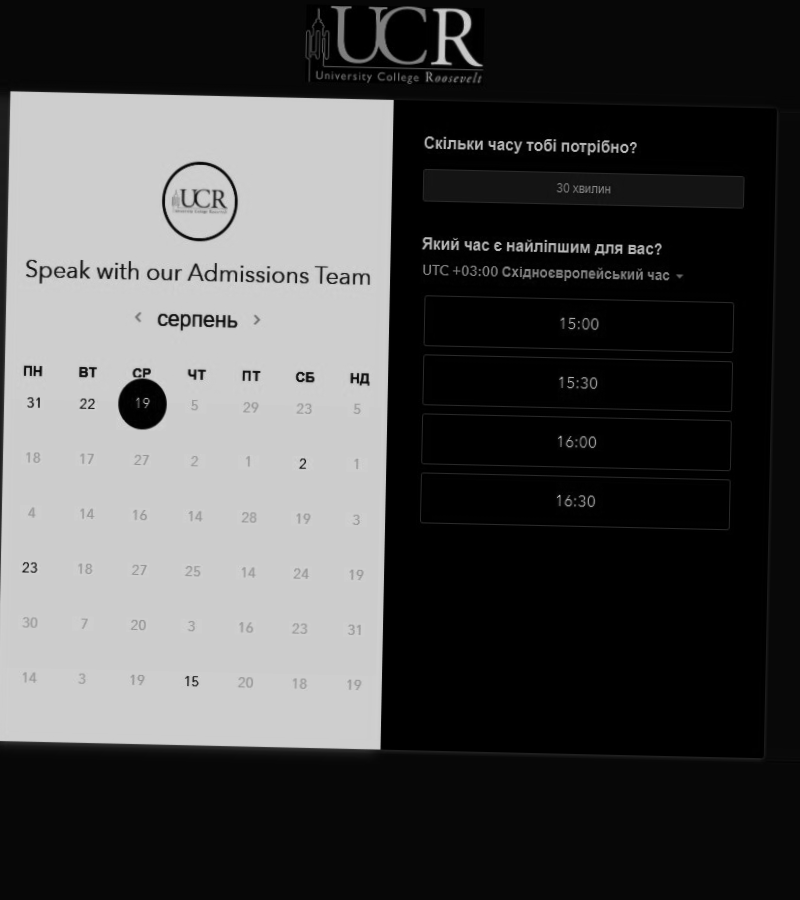 UCR
University College Roosevelt
UCR
University College Roosevelt
Speak with our Admissions Team
‹ серпень ›
ПН ВТ СР ЧТ ПТ СБ НД
31 22 19 5 29 23 5
18 17 27 2 1 2 1
4 14 16 14 28 19 3
23 18 27 25 14 24 19
30 7 20 3 16 23 31
14 3 19 15 20 18 19
Скільки часу тобі потрібно?
30 хвилин
Який час є найліпшим для вас?
UTC +03:00 Східноєвропейський час
15:00
15:30
16:00
16:30